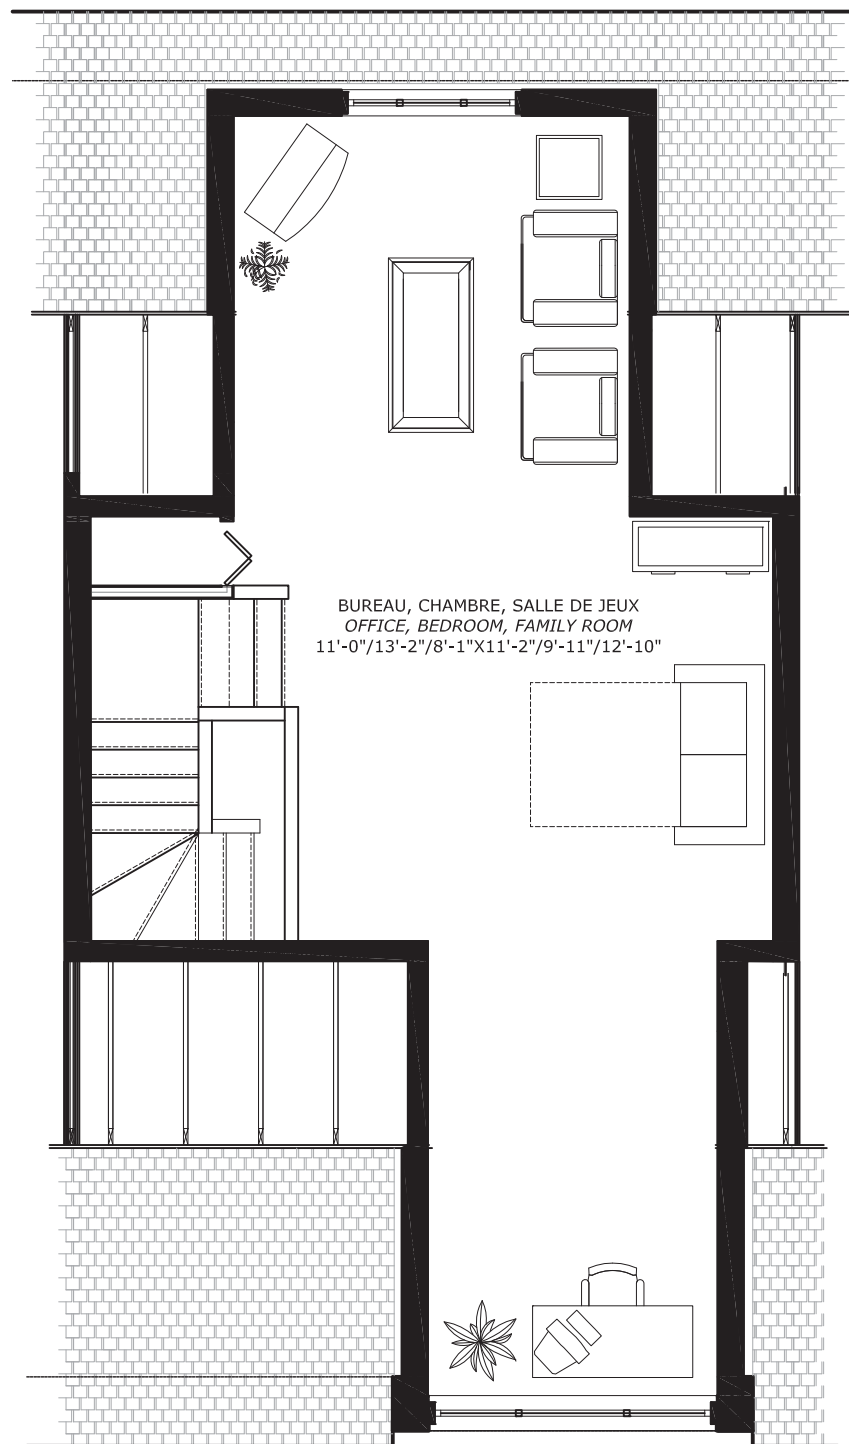 BUREAU, CHAMBRE, SALLE DE JEUX
OFFICE, BEDROOM, FAMILY ROOM
11'-0"/13'-2"/8'-1"X11'-2"/9'-11"/12'-10"